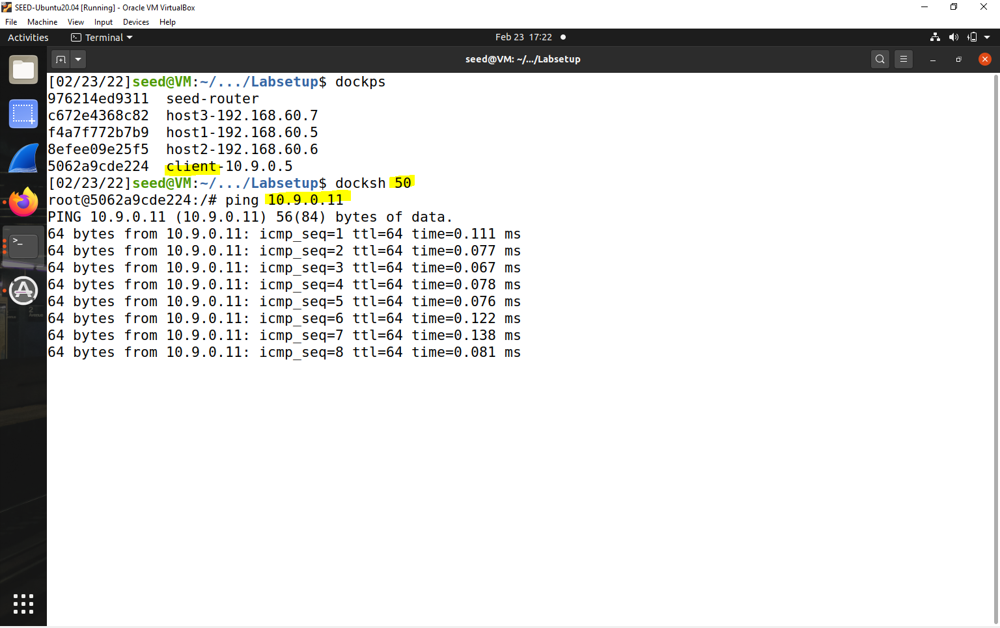 SEED-Ubuntu20.04 [Running] - Oracle VM VirtualBox
File Machine View Input Devices Help
Activities Terminal Feb 23 17:22
seed@VM: ~/.../Labsetup
[02/23/22]seed@VM:~/.../Labsetup$ dockps
976214ed9311 seed-router
c672e4368c82 host3-192.168.60.7
f4a7f772b7b9 host1-192.168.60.5
8efee09e25f5 host2-192.168.60.6
5062a9cde224 client-10.9.0.5
[02/23/22]seed@VM:~/.../Labsetup$ docksh 50
root@5062a9cde224:/# ping 10.9.0.11
PING 10.9.0.11 (10.9.0.11) 56(84) bytes of data.
64 bytes from 10.9.0.11: icmp_seq=1 ttl=64 time=0.111 ms
64 bytes from 10.9.0.11: icmp_seq=2 ttl=64 time=0.077 ms
64 bytes from 10.9.0.11: icmp_seq=3 ttl=64 time=0.067 ms
64 bytes from 10.9.0.11: icmp_seq=4 ttl=64 time=0.078 ms
64 bytes from 10.9.0.11: icmp_seq=5 ttl=64 time=0.076 ms
64 bytes from 10.9.0.11: icmp_seq=6 ttl=64 time=0.122 ms
64 bytes from 10.9.0.11: icmp_seq=7 ttl=64 time=0.138 ms
64 bytes from 10.9.0.11: icmp_seq=8 ttl=64 time=0.081 ms